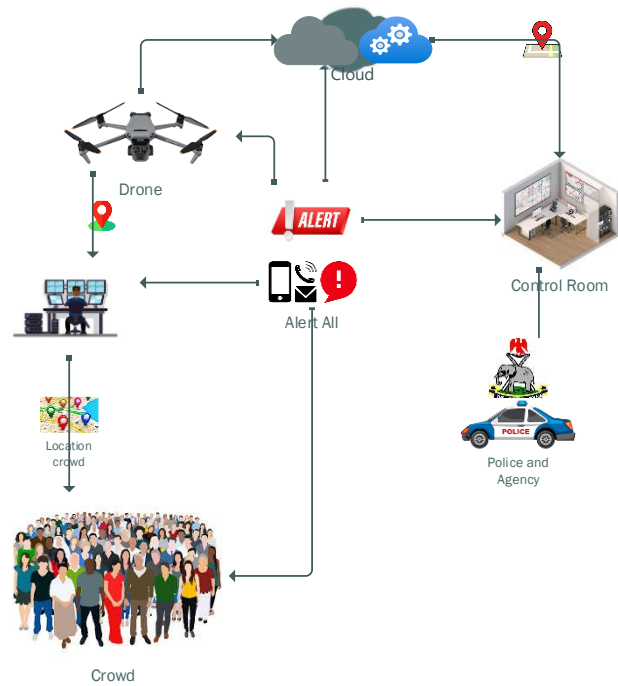 Cloud
Drone
ALERT
Control Room
Alert All
POLICE
Location
crowd
Police and
Agency
Crowd